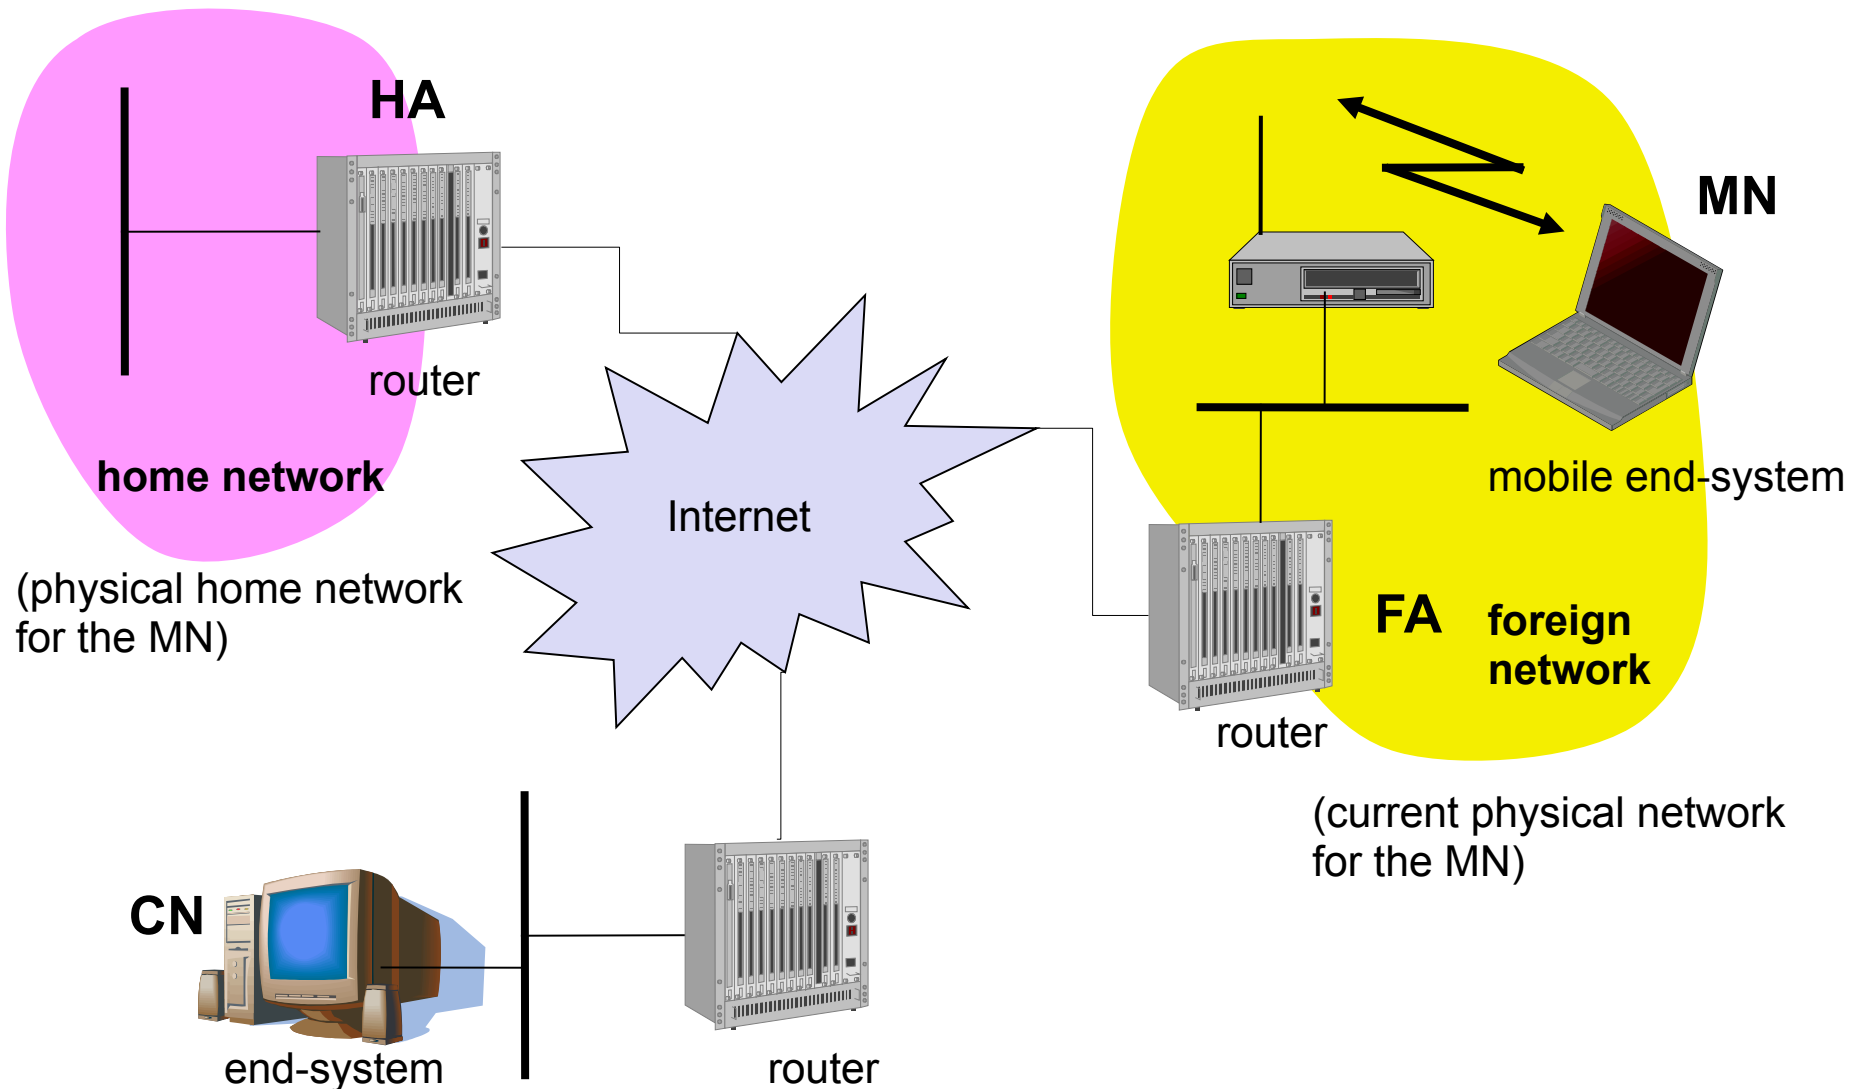 HA
MN
router
home network
mobile end-system
Internet
(physical home network
for the MN)
FA
foreign
network
router
(current physical network
for the MN)
CN
end-system
router